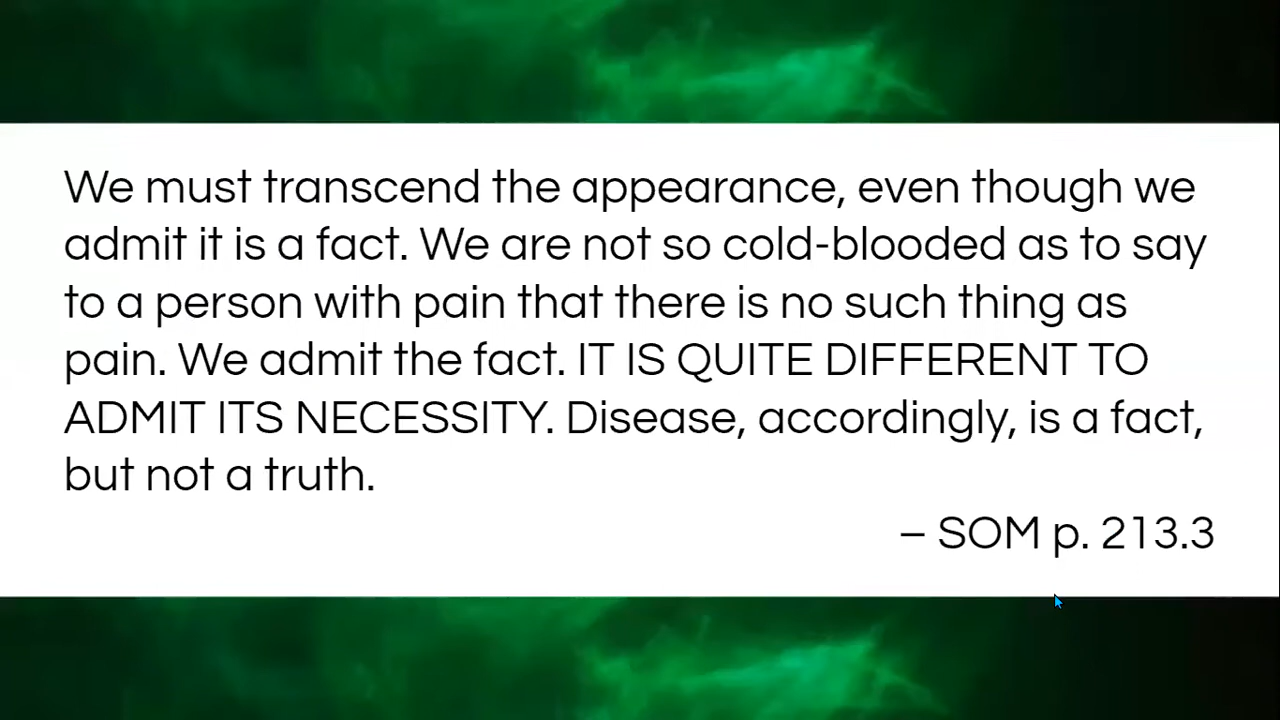 We must transcend the appearance, even though we
admit it is a fact. We are not so cold-blooded as to say
to a person with pain that there is no such thing as
pain. We admit the fact. IT IS QUITE DIFFERENT TO
ADMIT ITS NECESSITY. Disease, accordingly, is a fact,
but not a truth.
– SOM p. 213.3